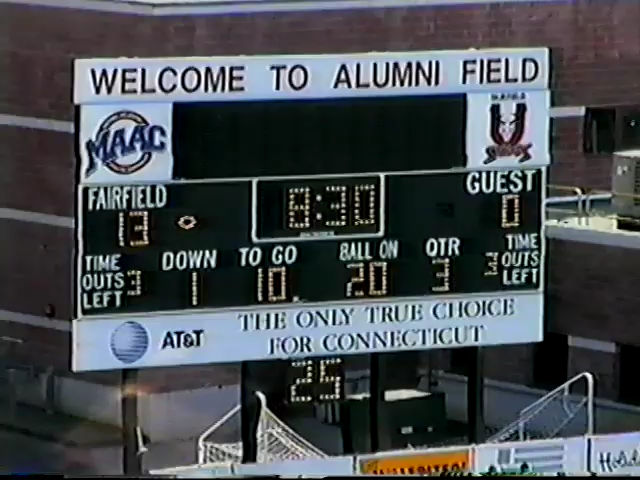 WELCOME TO ALUMNI FIELD
MAAC
FAIRFIELD
GUEST
13
8:30
0
TIME OUTS LEFT 3
DOWN 1
TO GO 10
BALL ON 20
QTR 3
3 TIME OUTS LEFT
AT&T
THE ONLY TRUE CHOICE
FOR CONNECTICUT
25